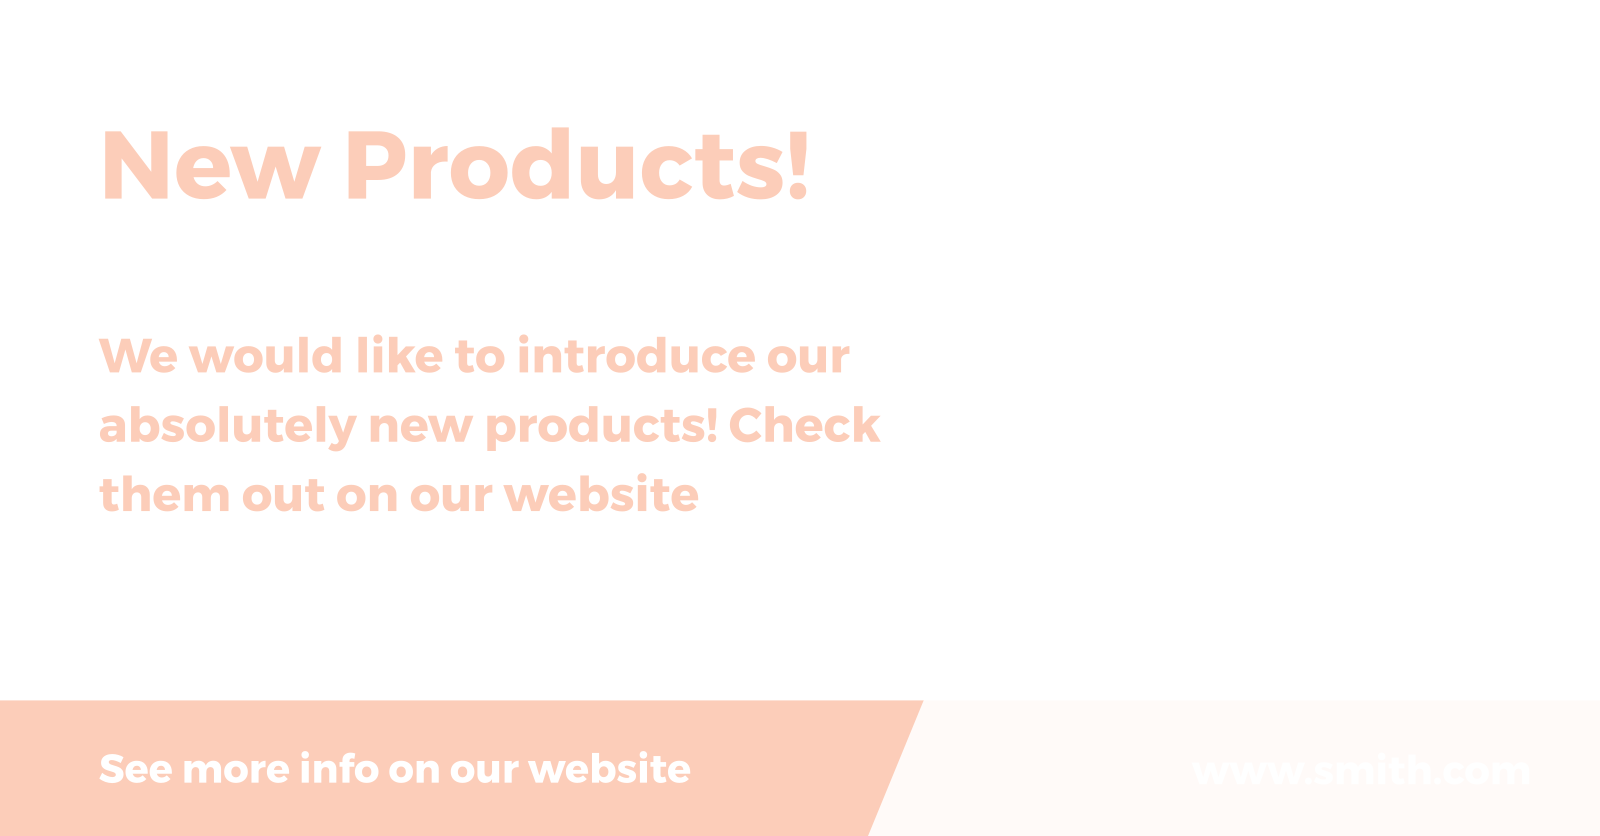 New Products!
We would like to introduce our
absolutely new products! Check
them out on our website
See more info on our website
www.smith.com